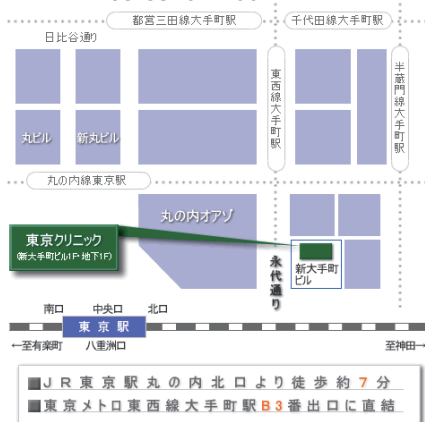 都営三田線大手町駅
千代田線大手町駅
日比谷通り
東西線大手町駅
半蔵門線大手町駅
丸ビル
新丸ビル
丸の内線東京駅
丸の内オアゾ
東京クリニック
(新大手町ビル1F・地下1F)
永代通り
新大手町
ビル
南口 中央口 北口
東京駅
←至有楽町 八重洲口 至神田→
■JR東京駅丸の内北口より徒歩約7分
■東京メトロ東西線大手町駅B3番出口に直結